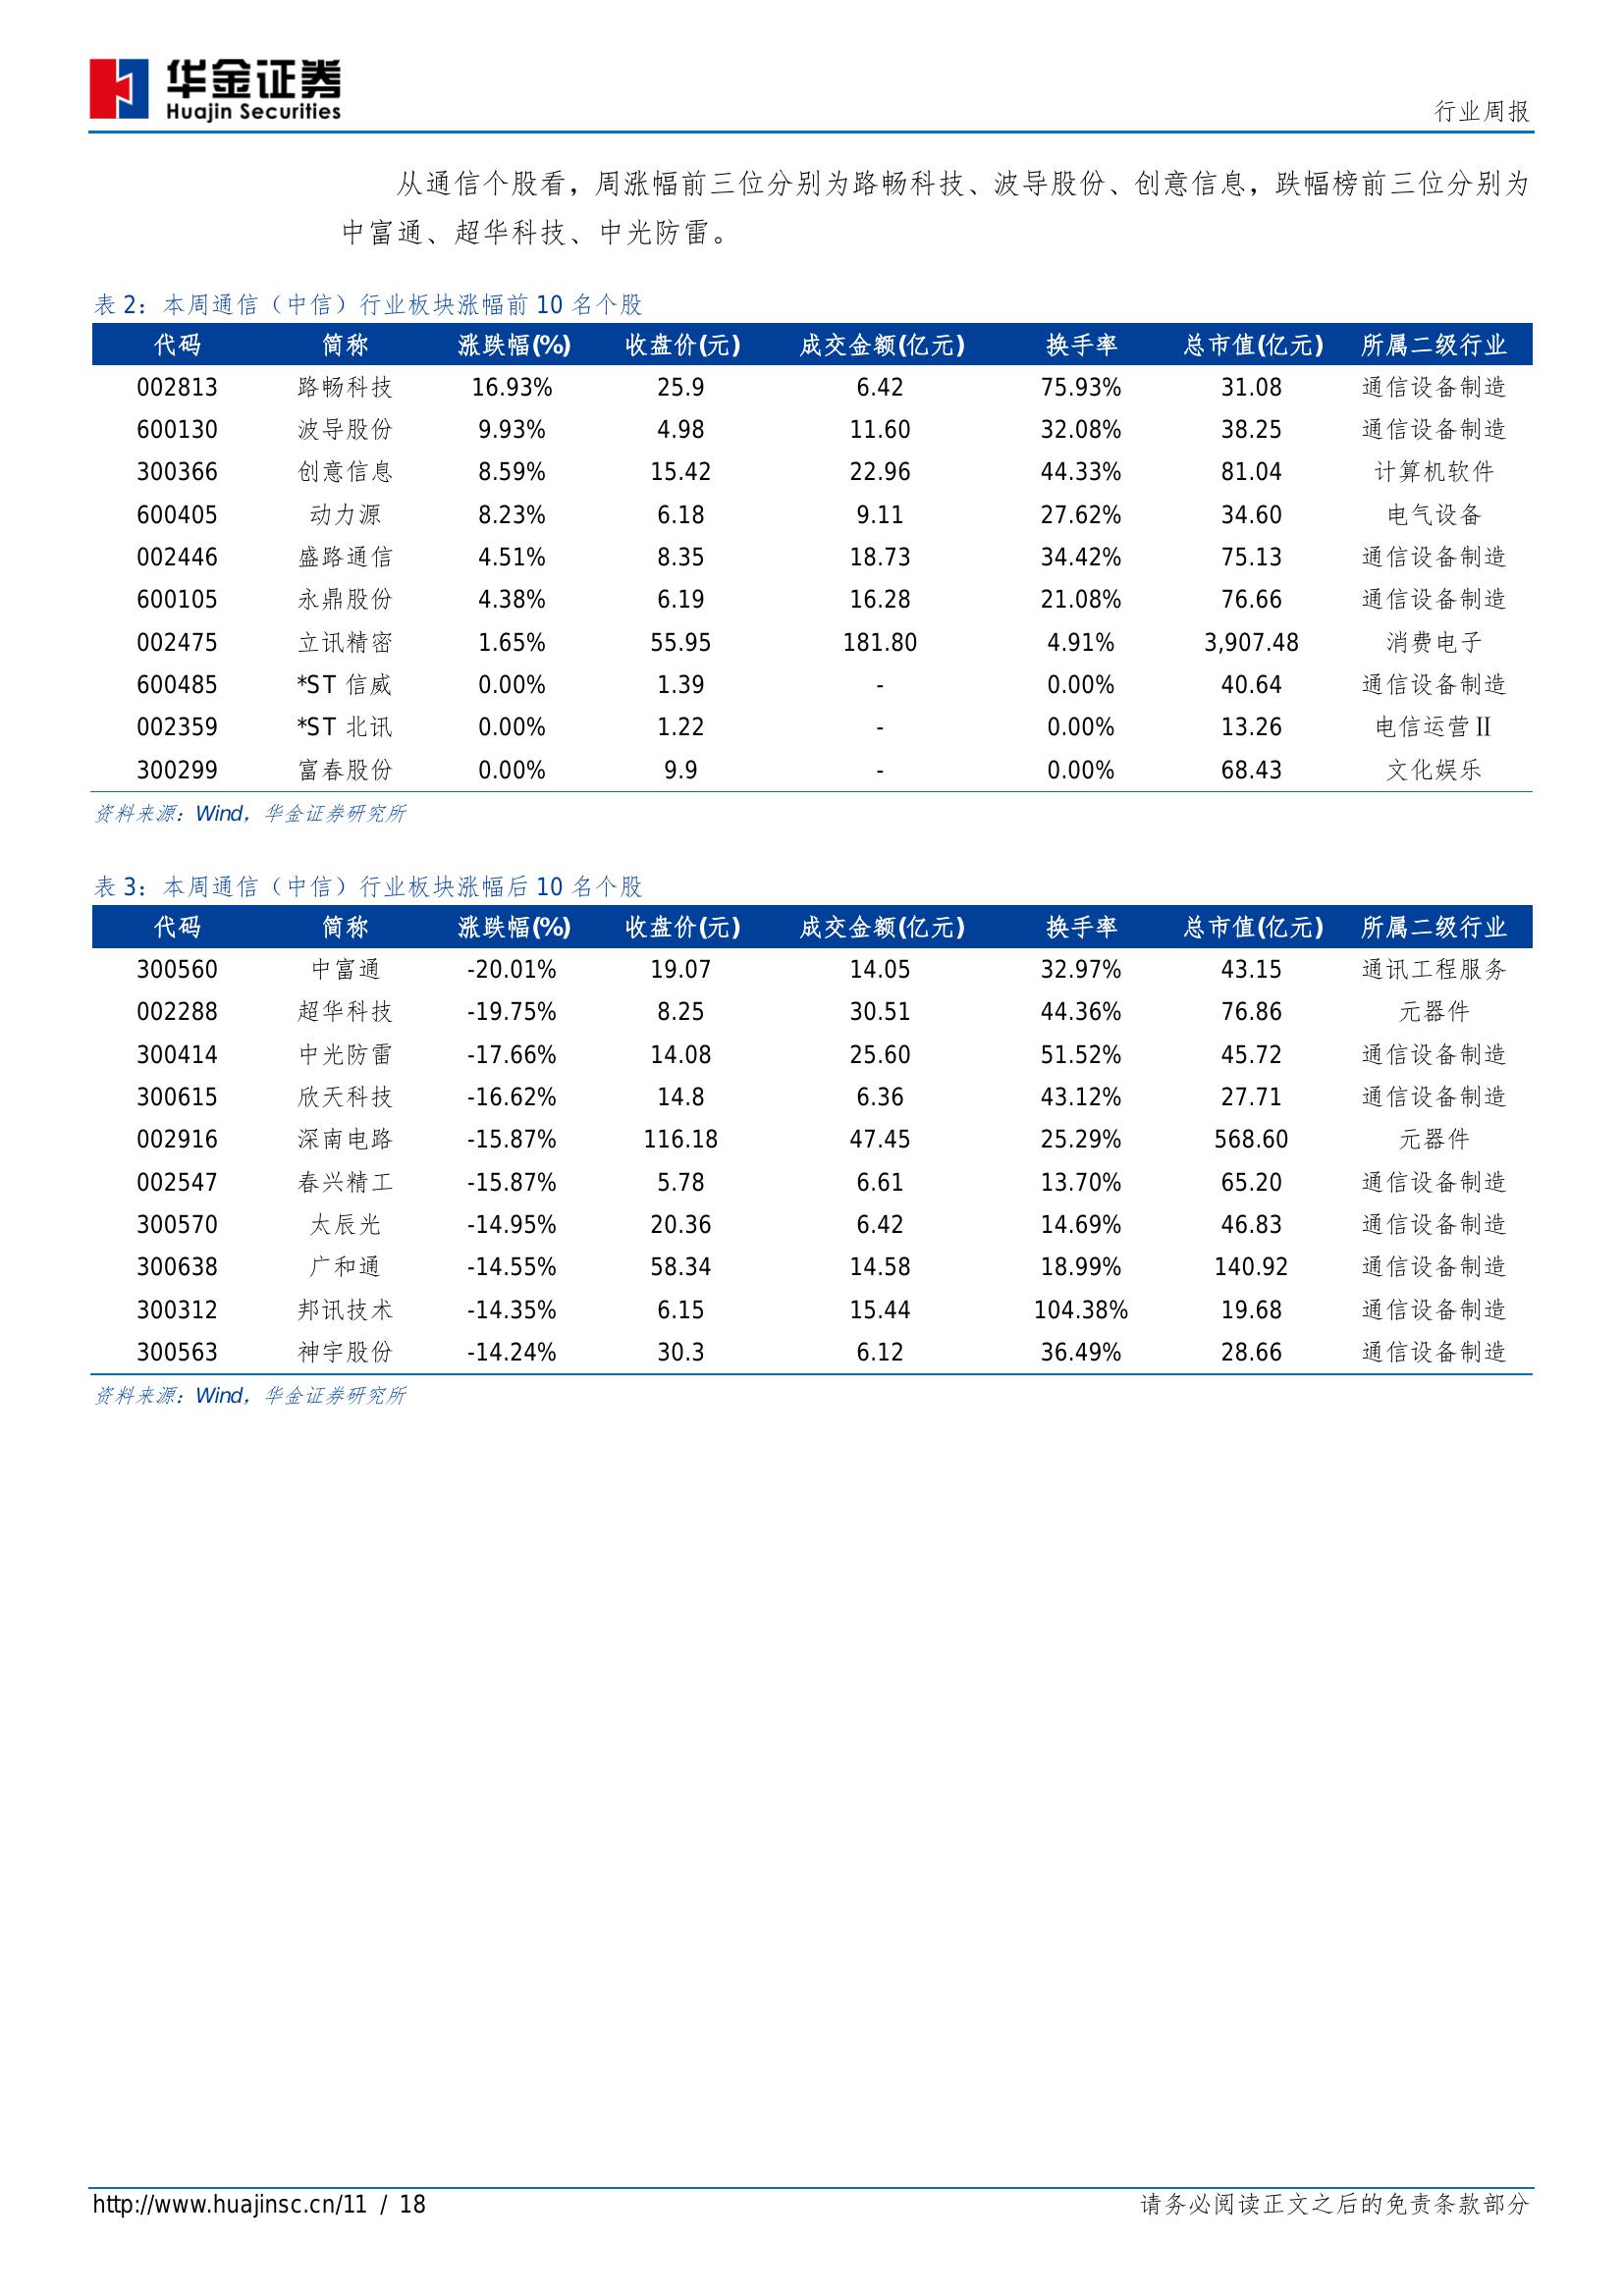 华金证券
Huajin Securities
行业周报
从通信个股看，周涨幅前三位分别为路畅科技、波导股份、创意信息，跌幅榜前三位分别为
中富通、超华科技、中光防雷。
表 2：本周通信（中信）行业板块涨幅前 10 名个股
代码 简称 涨跌幅(%) 收盘价(元) 成交金额(亿元) 换手率 总市值(亿元) 所属二级行业
002813 路畅科技 16.93% 25.9 6.42 75.93% 31.08 通信设备制造
600130 波导股份 9.93% 4.98 11.60 32.08% 38.25 通信设备制造
300366 创意信息 8.59% 15.42 22.96 44.33% 81.04 计算机软件
600405 动力源 8.23% 6.18 9.11 27.62% 34.60 电气设备
002446 盛路通信 4.51% 8.35 18.73 34.42% 75.13 通信设备制造
600105 永鼎股份 4.38% 6.19 16.28 21.08% 76.66 通信设备制造
002475 立讯精密 1.65% 55.95 181.80 4.91% 3,907.48 消费电子
600485 *ST 信威 0.00% 1.39 - 0.00% 40.64 通信设备制造
002359 *ST 北讯 0.00% 1.22 - 0.00% 13.26 电信运营Ⅱ
300299 富春股份 0.00% 9.9 - 0.00% 68.43 文化娱乐
资料来源：Wind，华金证券研究所
表 3：本周通信（中信）行业板块涨幅后 10 名个股
代码 简称 涨跌幅(%) 收盘价(元) 成交金额(亿元) 换手率 总市值(亿元) 所属二级行业
300560 中富通 -20.01% 19.07 14.05 32.97% 43.15 通讯工程服务
002288 超华科技 -19.75% 8.25 30.51 44.36% 76.86 元器件
300414 中光防雷 -17.66% 14.08 25.60 51.52% 45.72 通信设备制造
300615 欣天科技 -16.62% 14.8 6.36 43.12% 27.71 通信设备制造
002916 深南电路 -15.87% 116.18 47.45 25.29% 568.60 元器件
002547 春兴精工 -15.87% 5.78 6.61 13.70% 65.20 通信设备制造
300570 太辰光 -14.95% 20.36 6.42 14.69% 46.83 通信设备制造
300638 广和通 -14.55% 58.34 14.58 18.99% 140.92 通信设备制造
300312 邦讯技术 -14.35% 6.15 15.44 104.38% 19.68 通信设备制造
300563 神宇股份 -14.24% 30.3 6.12 36.49% 28.66 通信设备制造
资料来源：Wind，华金证券研究所
http://www.huajinsc.cn/11 / 18
请务必阅读正文之后的免责条款部分